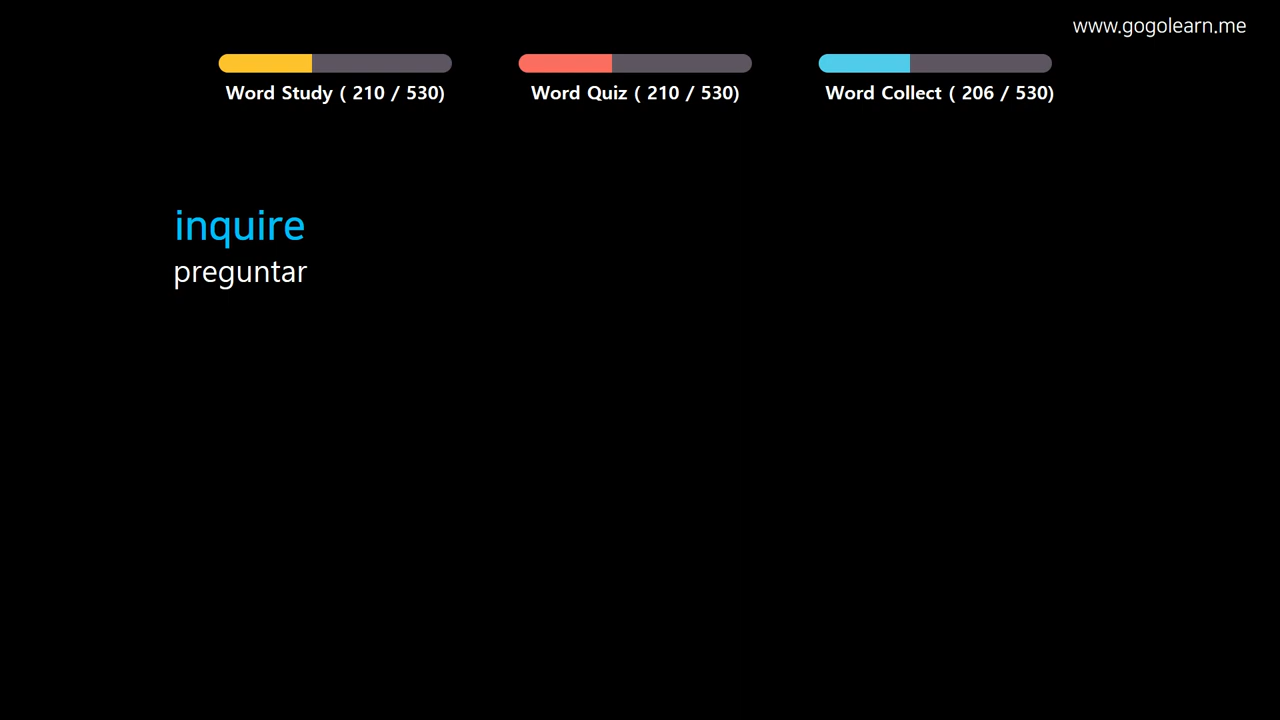 www.gogolearn.me
Word Study ( 210 / 530)
Word Quiz ( 210 / 530)
Word Collect ( 206 / 530)
inquire
preguntar